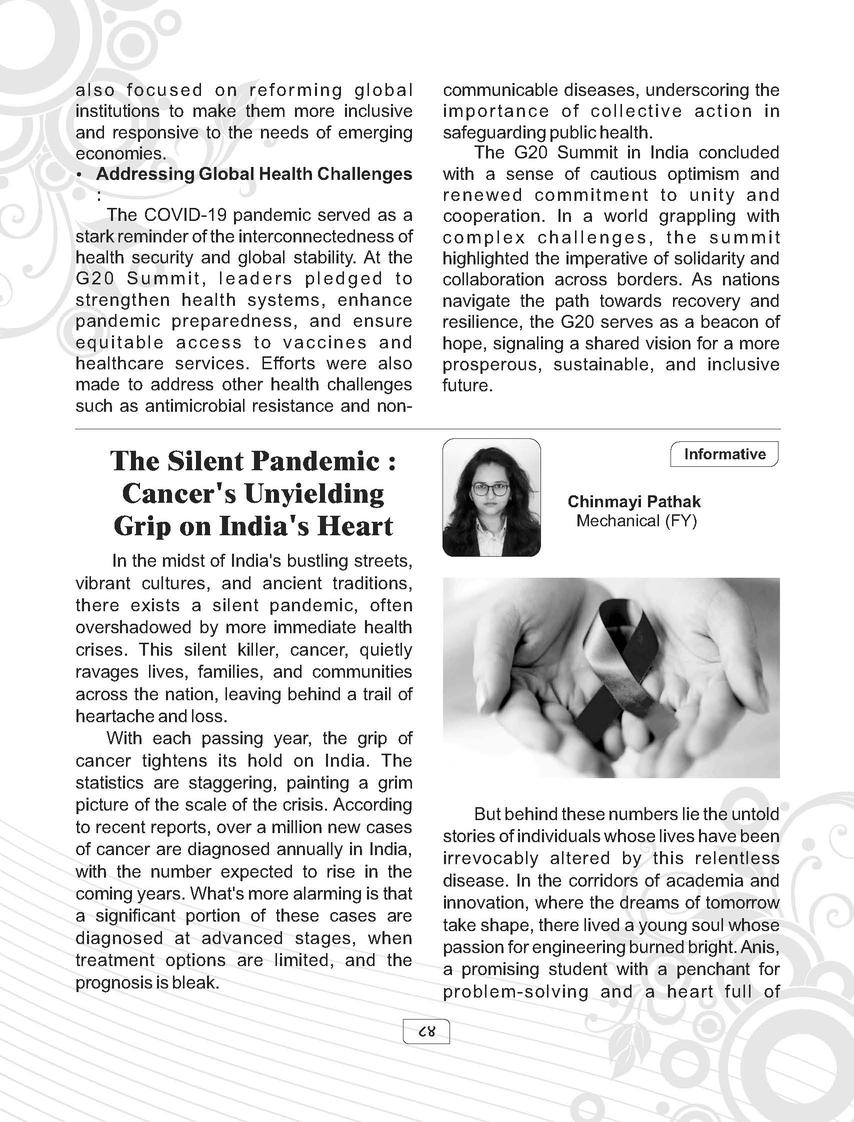 also focused on reforming global
institutions to make them more inclusive
and responsive to the needs of emerging
economies.
• Addressing Global Health Challenges
:
The COVID-19 pandemic served as a
stark reminder of the interconnectedness of
health security and global stability. At the
G20 Summit, leaders pledged to
strengthen health systems, enhance
pandemic preparedness, and ensure
equitable access to vaccines and
healthcare services. Efforts were also
made to address other health challenges
such as antimicrobial resistance and non-
communicable diseases, underscoring the
importance of collective action in
safeguarding public health.
The G20 Summit in India concluded
with a sense of cautious optimism and
renewed commitment to unity and
cooperation. In a world grappling with
complex challenges, the summit
highlighted the imperative of solidarity and
collaboration across borders. As nations
navigate the path towards recovery and
resilience, the G20 serves as a beacon of
hope, signaling a shared vision for a more
prosperous, sustainable, and inclusive
future.
The Silent Pandemic :
Cancer's Unyielding
Grip on India's Heart
Informative
Chinmayi Pathak
Mechanical (FY)
In the midst of India's bustling streets,
vibrant cultures, and ancient traditions,
there exists a silent pandemic, often
overshadowed by more immediate health
crises. This silent killer, cancer, quietly
ravages lives, families, and communities
across the nation, leaving behind a trail of
heartache and loss.
With each passing year, the grip of
cancer tightens its hold on India. The
statistics are staggering, painting a grim
picture of the scale of the crisis. According
to recent reports, over a million new cases
of cancer are diagnosed annually in India,
with the number expected to rise in the
coming years. What's more alarming is that
a significant portion of these cases are
diagnosed at advanced stages, when
treatment options are limited, and the
prognosis is bleak.
But behind these numbers lie the untold
stories of individuals whose lives have been
irrevocably altered by this relentless
disease. In the corridors of academia and
innovation, where the dreams of tomorrow
take shape, there lived a young soul whose
passion for engineering burned bright. Anis,
a promising student with a penchant for
problem-solving and a heart full of
८४